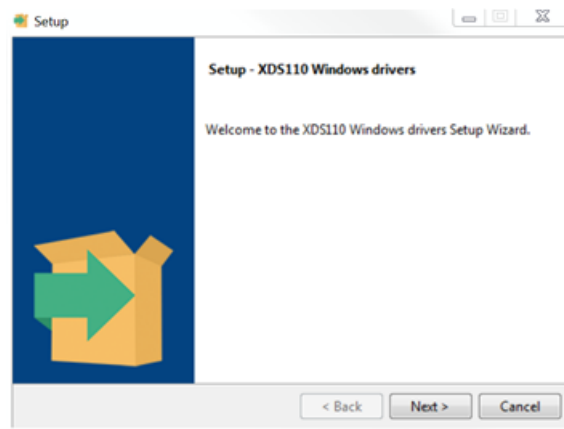 Setup
Setup - XDS110 Windows drivers
Welcome to the XDS110 Windows drivers Setup Wizard.
< Back Next > Cancel